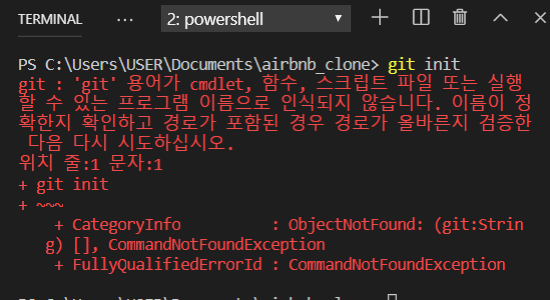 TERMINAL ... 2: powershell
PS C:\Users\USER\Documents\airbnb_clone> git init
git : 'git' 용어가 cmdlet, 함수, 스크립트 파일 또는 실행
할 수 있는 프로그램 이름으로 인식되지 않습니다. 이름이 정
확한지 확인하고 경로가 포함된 경우 경로가 올바른지 검증한
다음 다시 시도하십시오.
위치 줄:1 문자:1
+ git init
+ ~~~
+ CategoryInfo : ObjectNotFound: (git:Strin
g) [], CommandNotFoundException
+ FullyQualifiedErrorId : CommandNotFoundException